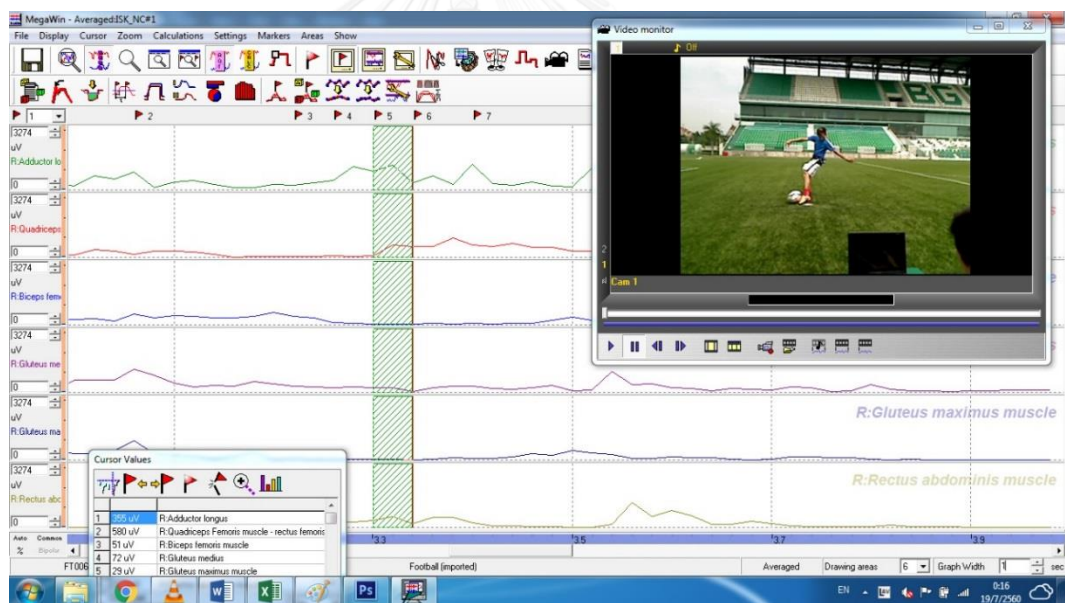 MegaWin - Averaged:ISK_NC#1
File Display Cursor Zoom Calculations Settings Markers Areas Show
1 2 3 4 5 6 7
3274
uV
R:Adductor lo
0
3274
uV
R:Quadriceps
0
3274
uV
R:Biceps fem
0
3274
uV
R:Gluteus me
0
3274
uV
R:Gluteus ma
0
3274
uV
R:Rectus abc
0
Video monitor
1 Off
-BG
2
1
Cam 1
R:Gluteus maximus muscle
R:Rectus abdominis muscle
Cursor Values
1 355 uV R:Adductor longus
2 580 uV R:Quadriceps Femoris muscle - rectus femoris
3 51 uV R:Biceps femoris muscle
4 72 uV R:Gluteus medius
5 29 uV R:Gluteus maximus muscle
Auto Common
% Bipolar
3.3 3.5 3.7 3.9
FT006 Football (imported) Averaged Drawing areas 6 Graph Width 1 sec
EN 0:16
19/7/2560